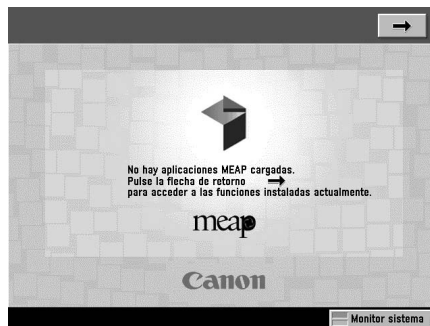 No hay aplicaciones MEAP cargadas.
Pulse la flecha de retorno →
para acceder a las funciones instaladas actualmente.
meap
Canon
Monitor sistema